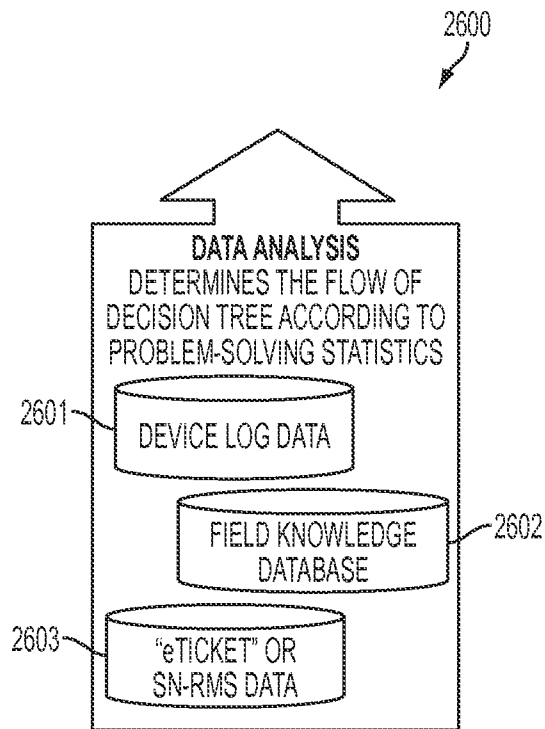 2600
DATA ANALYSIS
DETERMINES THE FLOW OF
DECISION TREE ACCORDING TO
PROBLEM-SOLVING STATISTICS
2601
DEVICE LOG DATA
FIELD KNOWLEDGE
DATABASE
2602
2603
“eTICKET” OR
SN-RMS DATA